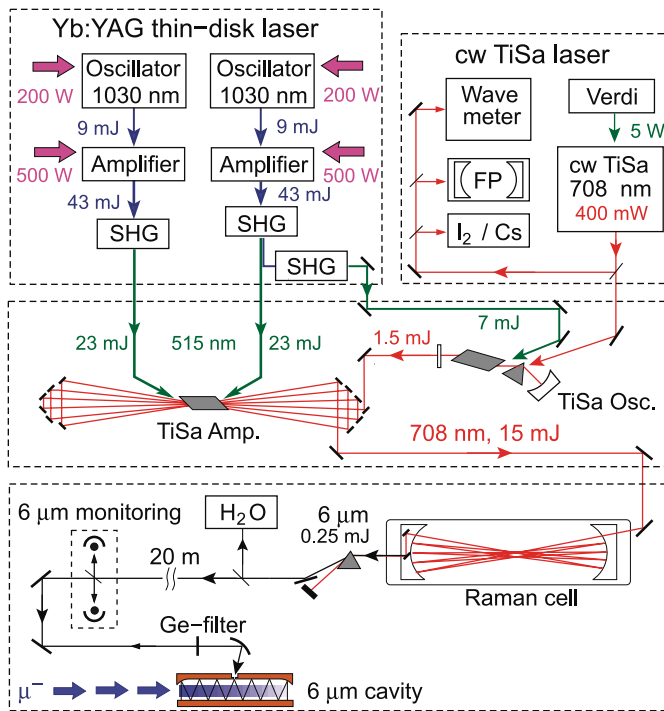 Yb:YAG thin−disk laser
Oscillator
1030 nm
200 W
9 mJ
Amplifier
500 W
43 mJ
SHG
Oscillator
1030 nm
200 W
9 mJ
Amplifier
500 W
43 mJ
SHG
SHG
cw TiSa laser
Wave
meter
FP
I₂ / Cs
Verdi
5 W
cw TiSa
708 nm
400 mW
23 mJ
515 nm
23 mJ
7 mJ
1.5 mJ
TiSa Osc.
TiSa Amp.
708 nm, 15 mJ
6 µm monitoring
H₂O
6 µm
0.25 mJ
20 m
Raman cell
Ge−filter
µ⁻
6 µm cavity